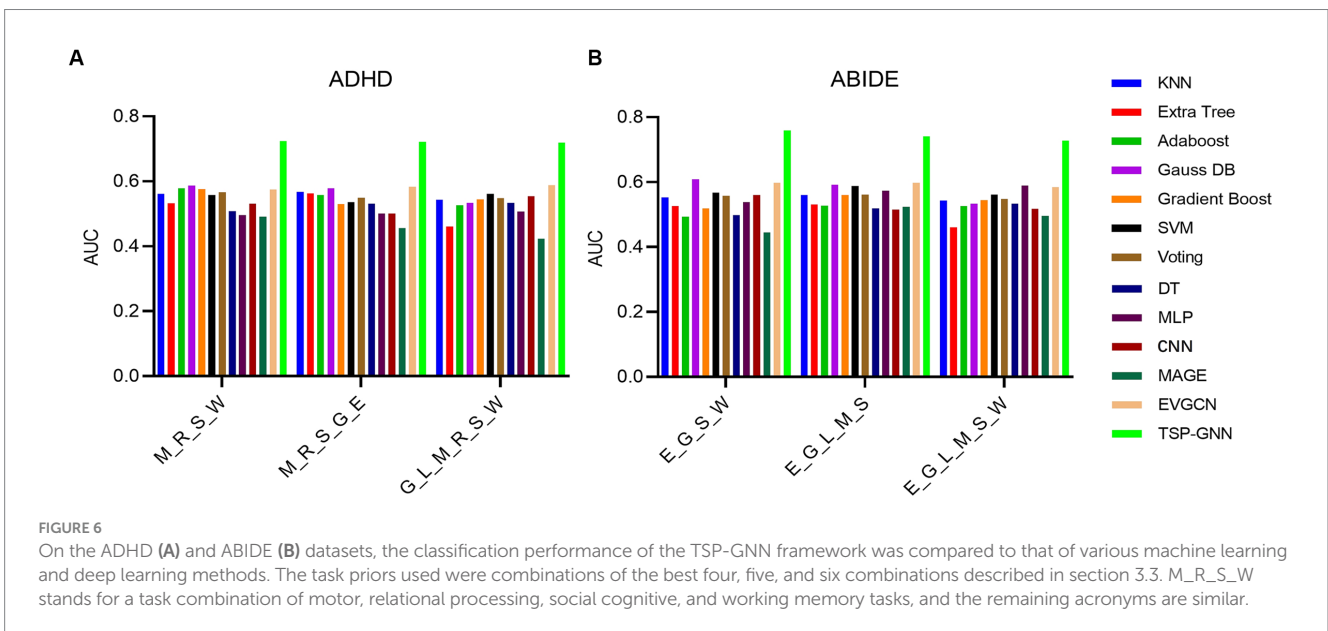 A
ADHD
AUC
0.8
0.6
0.4
0.2
0.0
M_R_S_W
M_R_S_G_E
G_L_M_R_S_W
B
ABIDE
AUC
0.8
0.6
0.4
0.2
0.0
E_G_S_W
E_G_L_M_S
E_G_L_M_S_W
KNN
Extra Tree
Adaboost
Gauss DB
Gradient Boost
SVM
Voting
DT
MLP
CNN
MAGE
EVGCN
TSP-GNN
FIGURE 6
On the ADHD (A) and ABIDE (B) datasets, the classification performance of the TSP-GNN framework was compared to that of various machine learning
and deep learning methods. The task priors used were combinations of the best four, five, and six combinations described in section 3.3. M_R_S_W
stands for a task combination of motor, relational processing, social cognitive, and working memory tasks, and the remaining acronyms are similar.